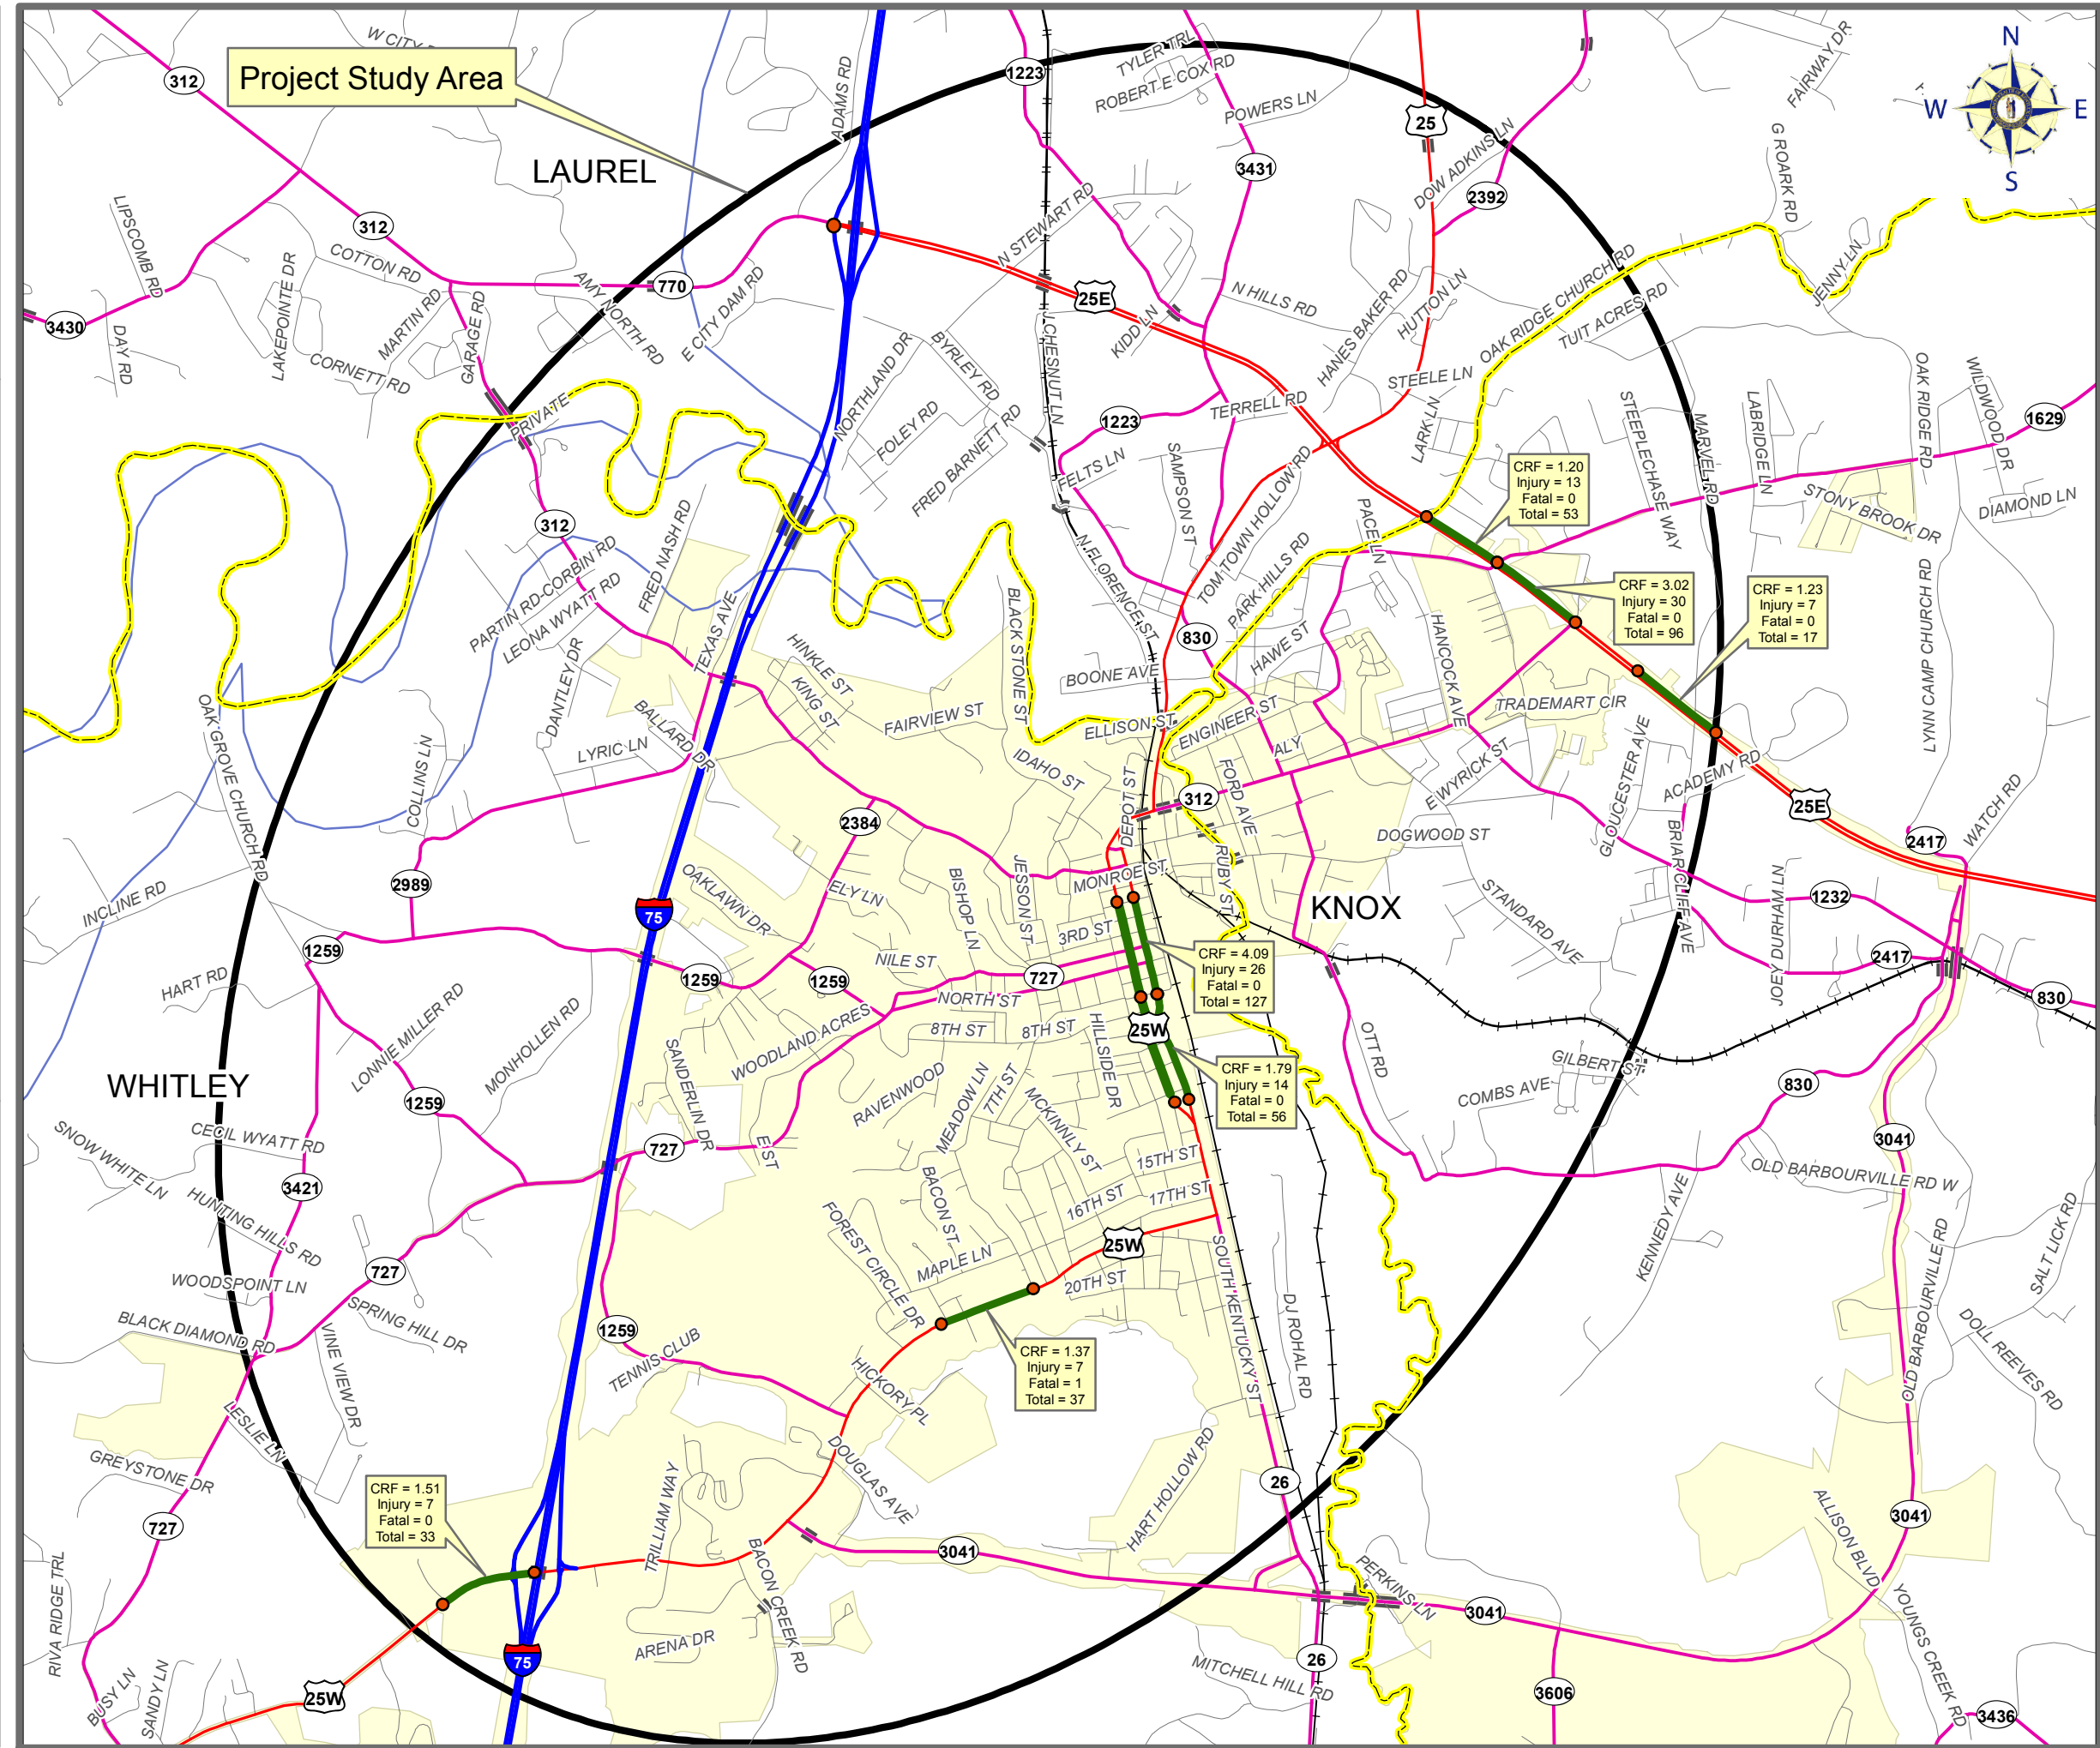 Project Study Area
N
W
E
S
LAUREL
WHITLEY
KNOX
W CITY
ADAMS RD
1223
TYLER TRL
ROBERT E COX RD
POWERS LN
25
DOW ADKINS LN
2392
FAIRWAY DR
G ROARK RD
JENNY LN
312
312
LIPSCOMB RD
3430
DAY RD
LAKEPOINTE DR
COTTON RD
MARTIN RD
CORNETT RD
GARAGE RD
AMY NORTH RD
770
E CITY DAM RD
N STEWART RD
3431
25E
KIDD LN
N HILLS RD
HANES BAKER RD
HUTTON LN
OAK RIDGE CHURCH RD
TUIT ACRES RD
STEELE LN
LARK LN
TERRELL RD
1223
J CHESNUT LN
BYRLEY RD
NORTHLAND DR
FOLEY RD
FRED BARNETT RD
FELTS LN
SAMPSON ST
TOM TOWN HOLLOW RD
PACE LN
PARK HILLS RD
N FLORENCE ST
PRIVATE
312
FRED NASH RD
PARTIN RD-CORBIN RD
LEONA WYATT RD
TEXAS AVE
DANTLEY DR
BALLARD DR
LYRIC LN
COLLINS LN
OAK GROVE CHURCH RD
INCLINE RD
HINKLE ST
KING ST
FAIRVIEW ST
BLACK STONE ST
BOONE AVE
830
HAWE ST
ELLISON ST
ENGINEER ST
ALY
IDAHO ST
DEPOT ST
312
FORD AVE
RUBY ST
MONROE ST
HANCOCK AVE
E WYRICK ST
DOGWOOD ST
TRADEMART CIR
GLOUCESTER AVE
ACADEMY RD
BRIARCLIFF AVE
STANDARD AVE
STEEPLECHASE WAY
MARVEL RD
LABRIDGE LN
OAK RIDGE RD
WILDWOOD DR
1629
STONY BROOK DR
DIAMOND LN
LYNN CAMP CHURCH RD
WATCH RD
CRF = 1.20
Injury = 13
Fatal = 0
Total = 53
CRF = 3.02
Injury = 30
Fatal = 0
Total = 96
CRF = 1.23
Injury = 7
Fatal = 0
Total = 17
25E
2417
1232
2417
JOEY DURHAM LN
830
830
2384
2989
75
1259
1259
1259
OAKLAWN DR
ELY LN
BISHOP LN
JESSON ST
3RD ST
NILE ST
727
NORTH ST
8TH ST
8TH ST
HILLSIDE DR
25W
CRF = 4.09
Injury = 26
Fatal = 0
Total = 127
CRF = 1.79
Injury = 14
Fatal = 0
Total = 56
HART RD
LONNIE MILLER RD
MONHOLLEN RD
1259
CECIL WYATT RD
SNOW WHITE LN
3421
HUNTING HILLS RD
WOODSPOINT LN
727
SPRING HILL DR
BLACK DIAMOND RD
VINE VIEW DR
LESLIE LN
GREYSTONE DR
727
RIVA RIDGE TRL
BUSY LN
SANDY LN
25W
SANDERLIN DR
WOODLAND ACRES
EST
727
RAVENWOOD
MEADOW LN
7TH ST
MCKINNLY ST
BACON ST
15TH ST
16TH ST
17TH ST
FOREST CIRCLE DR
MAPLE LN
25W
20TH ST
SOUTH KENTUCKY ST
DJ ROHAL RD
OTT RD
COMBS AVE
GILBERT ST
KENNEDY AVE
OLD BARBOURVILLE RD W
3041
OLD BARBOURVILLE RD
SALT LICK RD
DOLL REEVES RD
1259
TENNIS CLUB
HICKORY PL
CRF = 1.37
Injury = 7
Fatal = 1
Total = 37
DOUGLAS AVE
TRILLIAM WAY
HART HOLLOW RD
26
CRF = 1.51
Injury = 7
Fatal = 0
Total = 33
75
ARENA DR
BACON CREEK RD
3041
PERKINS LN
3041
26
MITCHELL HILL RD
3606
3041
ALLISON BLVD
YOUNGS CREEK RD
3436